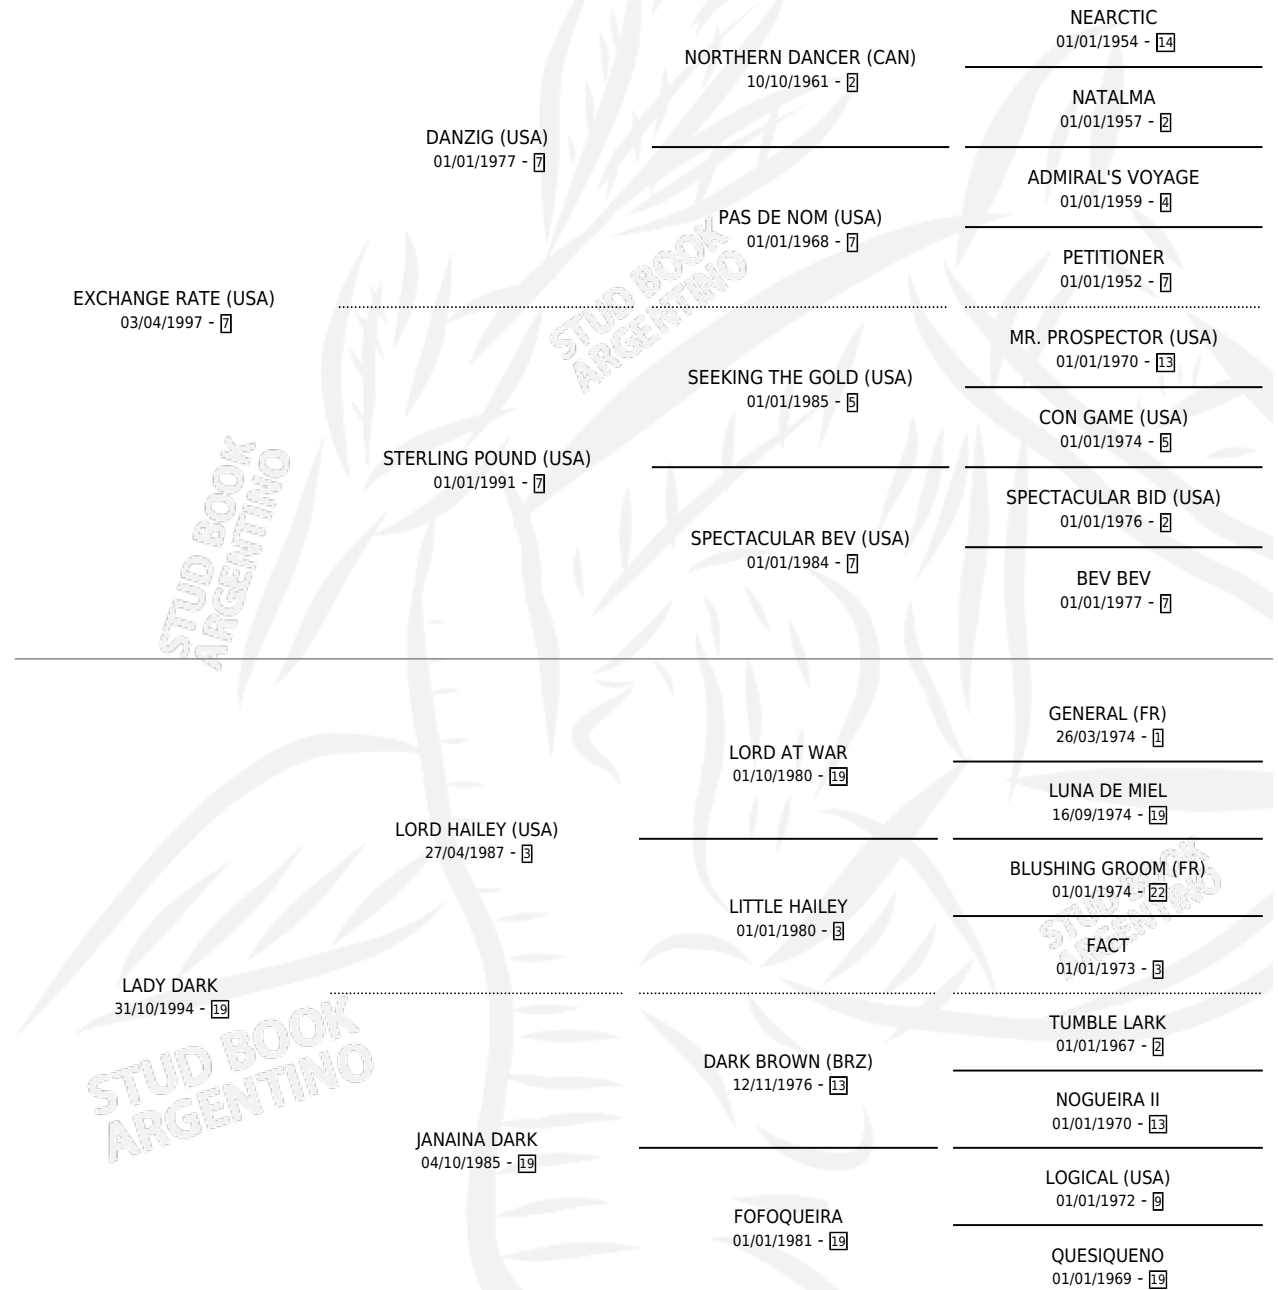 NEARCTIC
01/01/1954 - 14
NORTHERN DANCER (CAN)
10/10/1961 - 2
NATALMA
01/01/1957 - 2
DANZIG (USA)
01/01/1977 - 7
ADMIRAL'S VOYAGE
01/01/1959 - 4
PAS DE NOM (USA)
01/01/1968 - 7
PETITIONER
01/01/1952 - 7
EXCHANGE RATE (USA)
03/04/1997 - 7
MR. PROSPECTOR (USA)
01/01/1970 - 13
SEEKING THE GOLD (USA)
01/01/1985 - 5
CON GAME (USA)
01/01/1974 - 5
STERLING POUND (USA)
01/01/1991 - 7
SPECTACULAR BID (USA)
01/01/1976 - 2
SPECTACULAR BEV (USA)
01/01/1984 - 7
BEV BEV
01/01/1977 - 7
GENERAL (FR)
26/03/1974 - 1
LORD AT WAR
01/10/1980 - 19
LUNA DE MIEL
16/09/1974 - 19
LORD HAILEY (USA)
27/04/1987 - 3
BLUSHING GROOM (FR)
01/01/1974 - 22
LITTLE HAILEY
01/01/1980 - 3
FACT
01/01/1973 - 3
LADY DARK
31/10/1994 - 19
TUMBLE LARK
01/01/1967 - 2
DARK BROWN (BRZ)
12/11/1976 - 13
NOGUEIRA II
01/01/1970 - 13
JANAINA DARK
04/10/1985 - 19
LOGICAL (USA)
01/01/1972 - 9
FOFOQUEIRA
01/01/1981 - 19
QUESIQUENO
01/01/1969 - 19
STUD BOOK
ARGENTINO
STUD BOOK
ARGENTINO
STUD BOOK
ARGENTINO
STUD BOOK
ARGENTINO